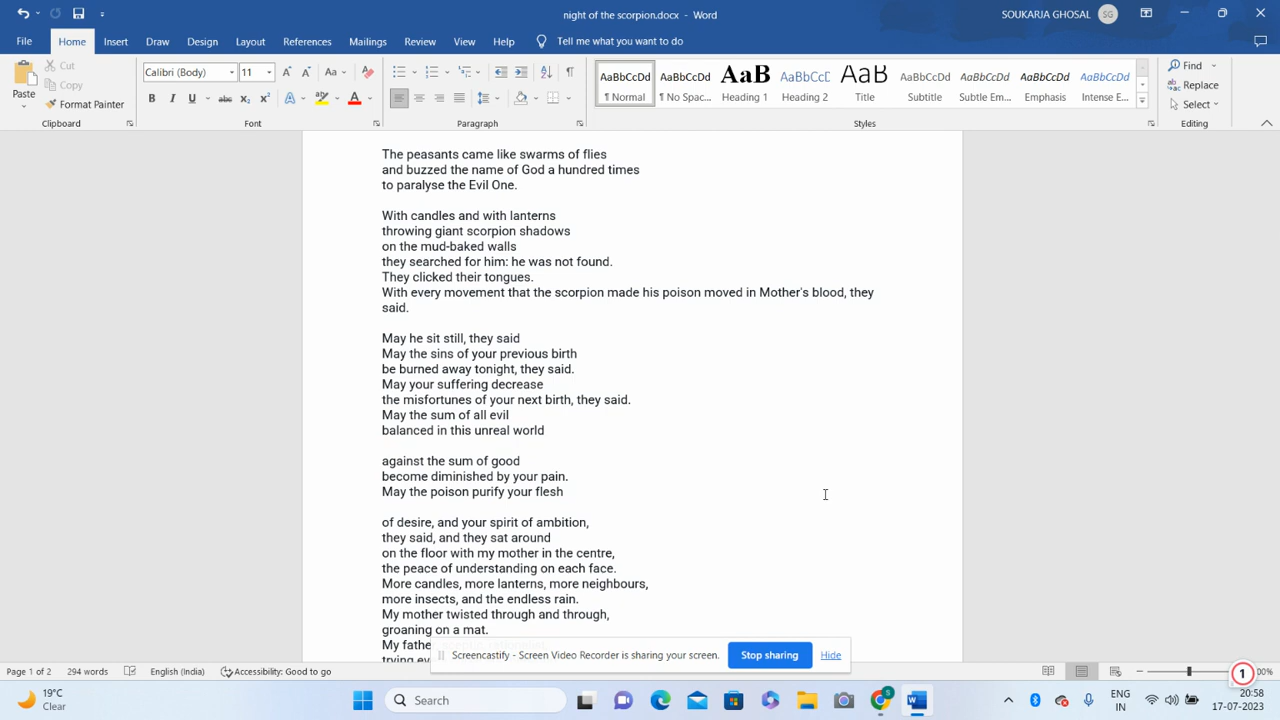 night of the scorpion.docx - Word
SOUKARJA GHOSAL
SG
File Home Insert Draw Design Layout References Mailings Review View Help Tell me what you want to do
Paste
Cut
Copy
Format Painter
Clipboard
Calibri (Body) 11
Font
Paragraph
AaBbCcDd AaBbCcDd AaBb AaBbCcE AaB AaBbCcDd AaBbCcDd AaBbCcDd AaBbCcDd
¶ Normal ¶ No Spac... Heading 1 Heading 2 Title Subtitle Subtle Em... Emphasis Intense E...
Styles
Find
Replace
Select
Editing
The peasants came like swarms of flies
and buzzed the name of God a hundred times
to paralyse the Evil One.
With candles and with lanterns
throwing giant scorpion shadows
on the mud-baked walls
they searched for him: he was not found.
They clicked their tongues.
With every movement that the scorpion made his poison moved in Mother's blood, they
said.
May he sit still, they said
May the sins of your previous birth
be burned away tonight, they said.
May your suffering decrease
the misfortunes of your next birth, they said.
May the sum of all evil
balanced in this unreal world
against the sum of good
become diminished by your pain.
May the poison purify your flesh
of desire, and your spirit of ambition,
they said, and they sat around
on the floor with my mother in the centre,
the peace of understanding on each face.
More candles, more lanterns, more neighbours,
more insects, and the endless rain.
My mother twisted through and through,
groaning on a mat.
My
trying
Screencastify - Screen Video Recorder is sharing your screen. Stop sharing Hide
Page 1 of 2 294 words English (India) Accessibility: Good to go
1
00%
19°C
Clear
Search
ENG
IN
20:58
17-07-2023